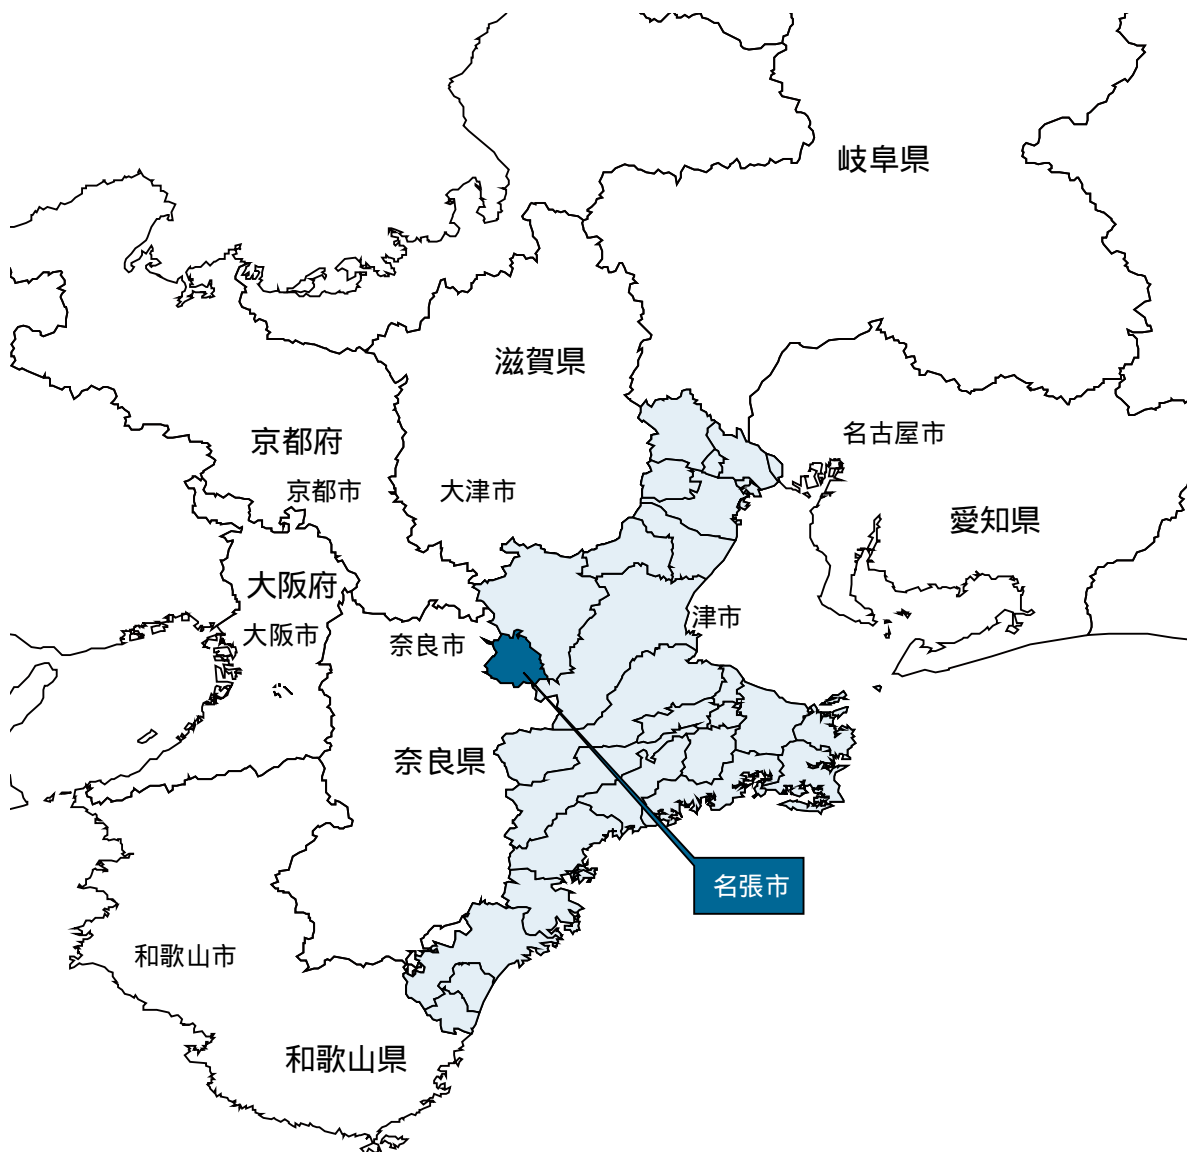 岐阜県
滋賀県
名古屋市
京都府
京都市
大津市
愛知県
大阪府
津市
大阪市
奈良市
奈良県
名張市
和歌山市
和歌山県